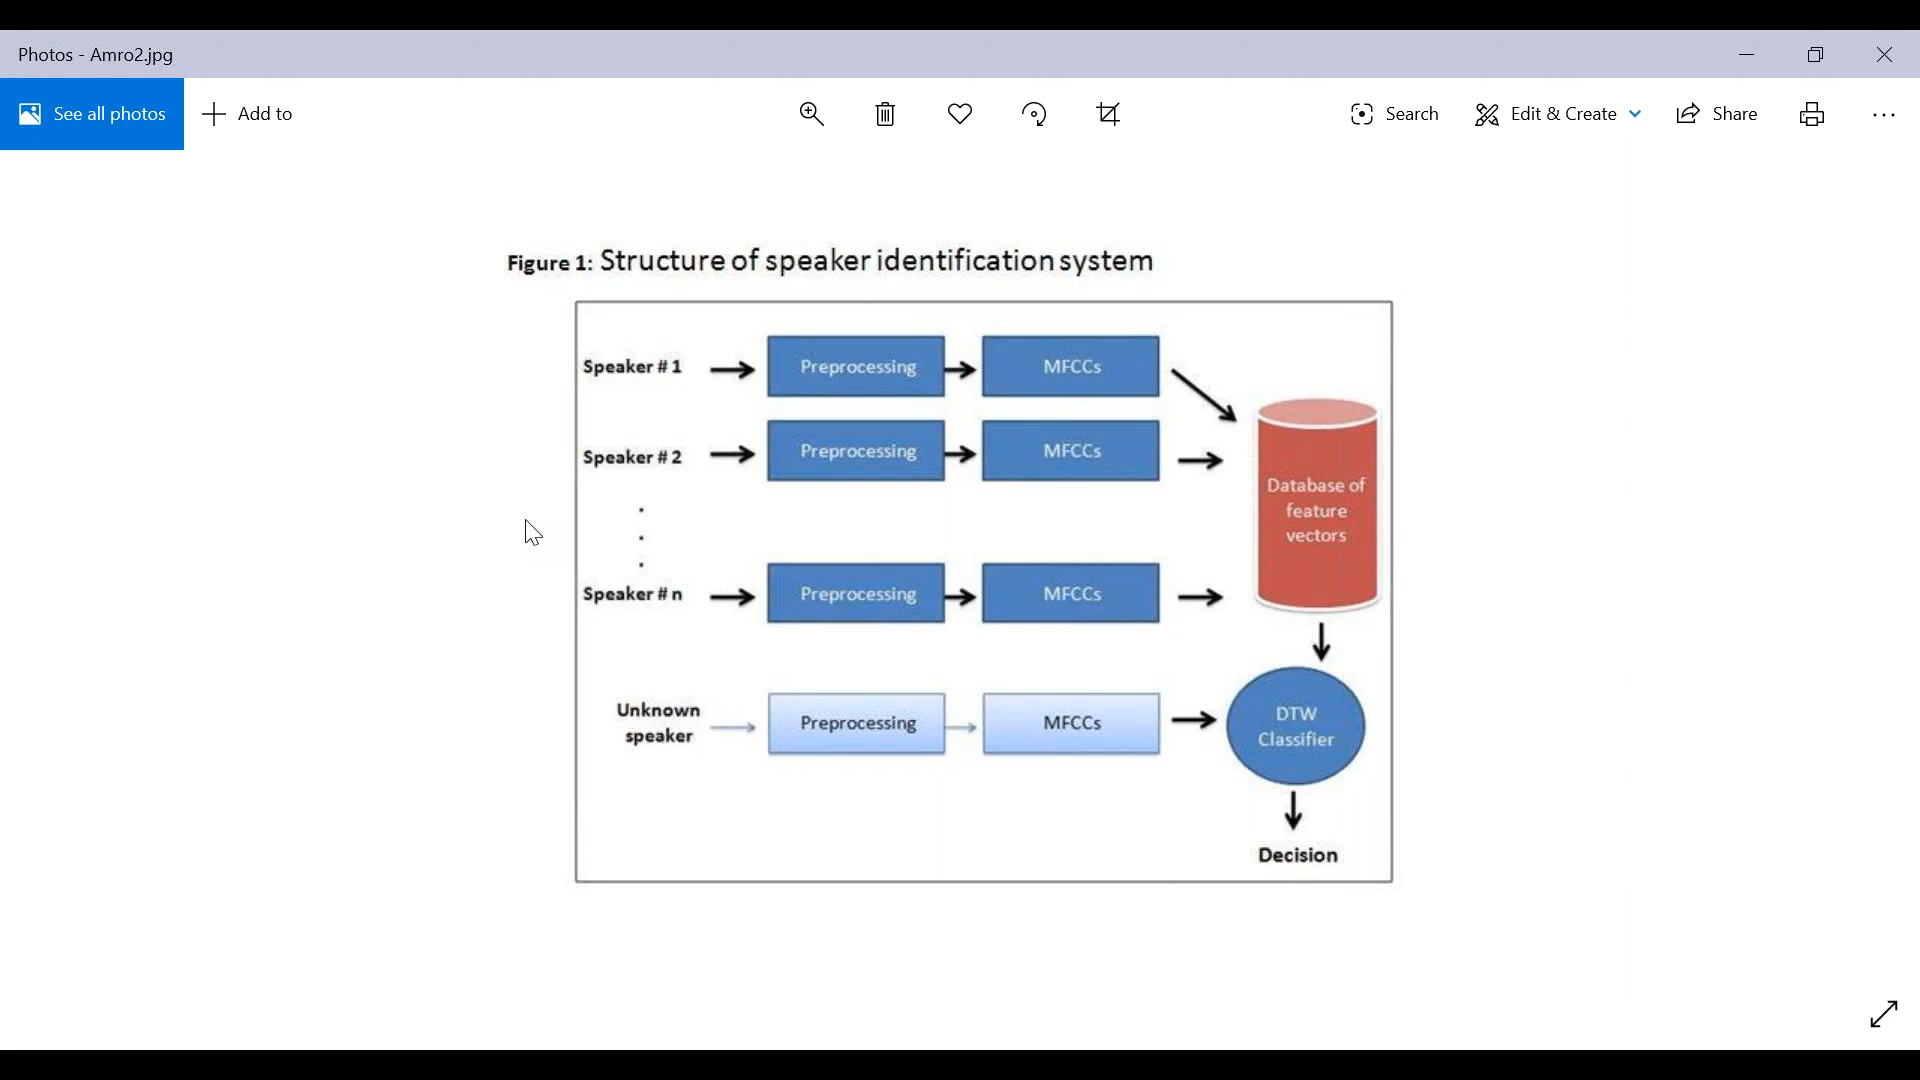 Photos - Amro2.jpg
See all photos
Add to
Search
Edit & Create
Share
Figure 1: Structure of speaker identification system
Speaker # 1
Preprocessing
MFCCs
Speaker # 2
Preprocessing
MFCCs
Database of
feature
vectors
.
.
.
Speaker # n
Preprocessing
MFCCs
Unknown
speaker
Preprocessing
MFCCs
DTW
Classifier
Decision